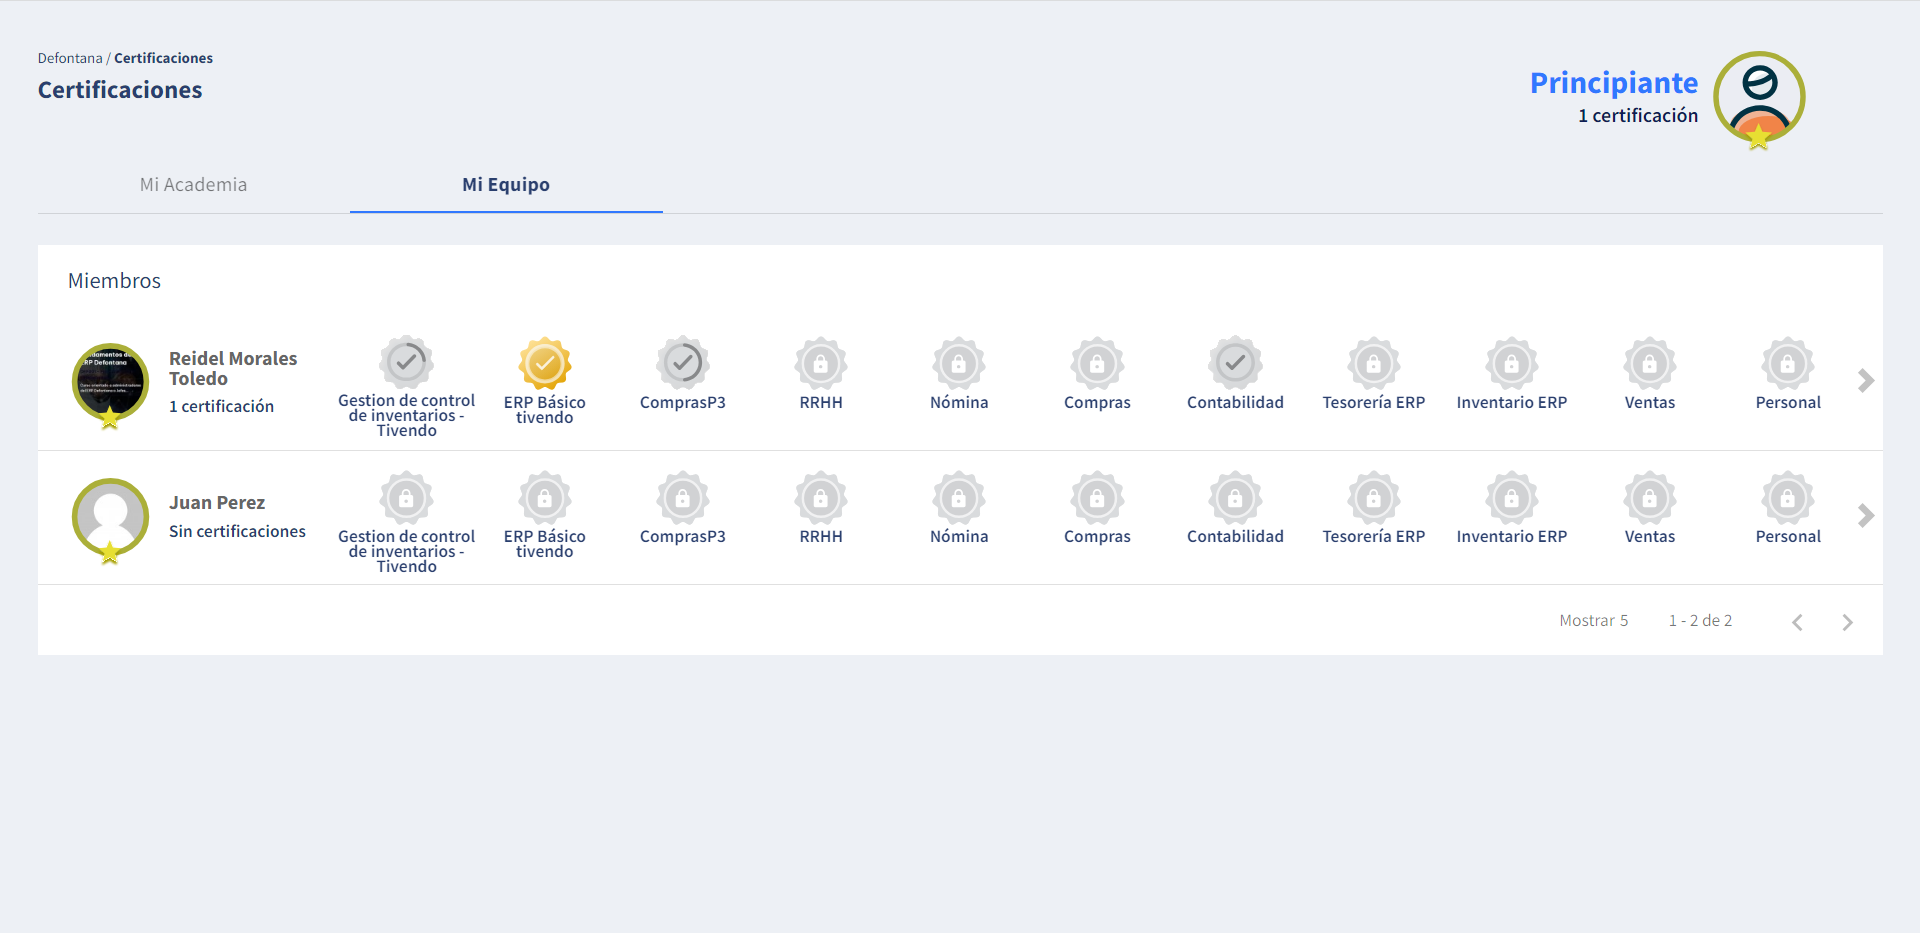 Defontana / Certificaciones
Certificaciones
Principiante
1 certificación
Mi Academia
Mi Equipo
Miembros
Reidel Morales
Toledo
1 certificación
Gestion de control
de inventarios -
Tivendo
ERP Básico
tivendo
ComprasP3
RRHH
Nómina
Compras
Contabilidad
Tesorería ERP
Inventario ERP
Ventas
Personal
Juan Perez
Sin certificaciones
Gestion de control
de inventarios -
Tivendo
ERP Básico
tivendo
ComprasP3
RRHH
Nómina
Compras
Contabilidad
Tesorería ERP
Inventario ERP
Ventas
Personal
Mostrar 5
1 - 2 de 2